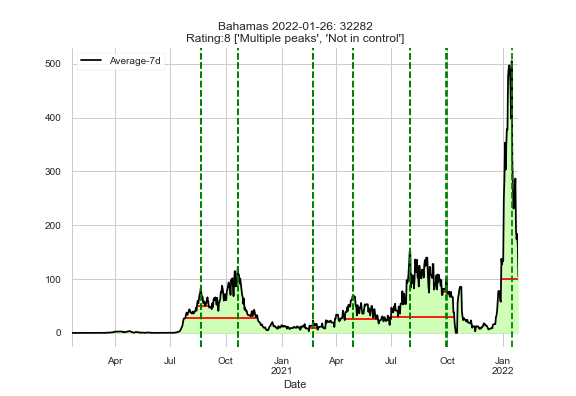 Bahamas 2022-01-26: 32282
Rating:8 ['Multiple peaks', 'Not in control']
Average-7d
500
400
300
200
100
0
Apr Jul Oct Jan Apr Jul Oct Jan
2021 2022
Date